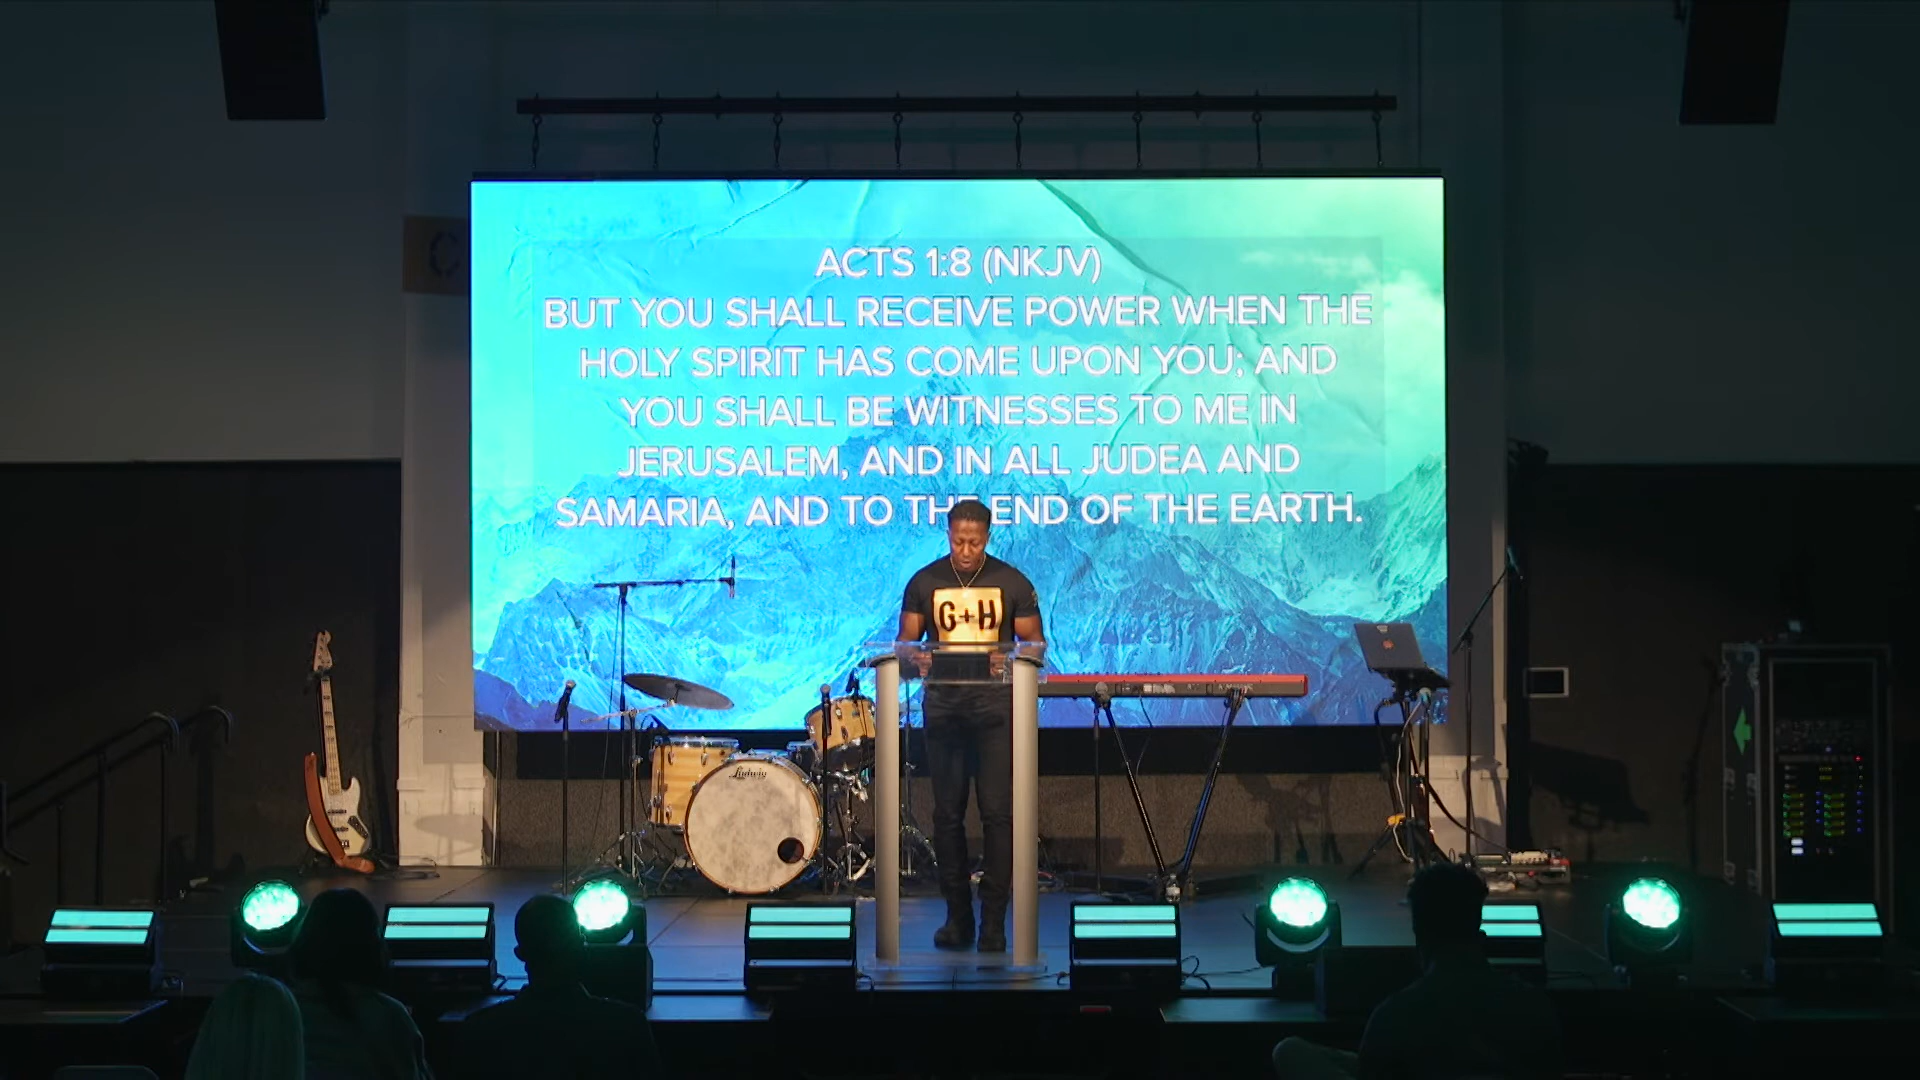 ACTS 1:8 (NKJV)
BUT YOU SHALL RECEIVE POWER WHEN THE
HOLY SPIRIT HAS COME UPON YOU; AND
YOU SHALL BE WITNESSES TO ME IN
JERUSALEM, AND IN ALL JUDEA AND
SAMARIA, AND TO THE END OF THE EARTH.
G+H
Ludwig